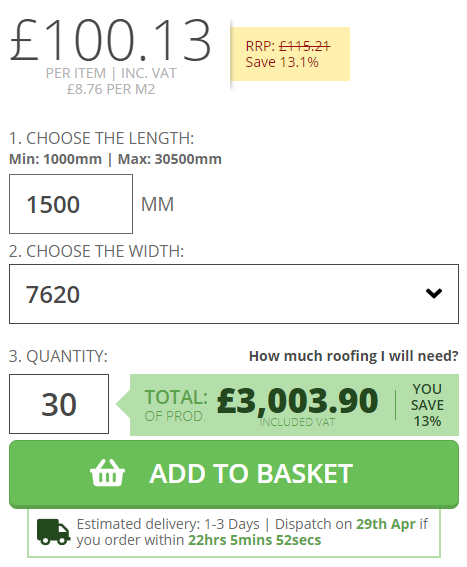 £100.13
PER ITEM | INC. VAT
£8.76 PER M2
RRP: £115.21
Save 13.1%
1. CHOOSE THE LENGTH:
Min: 1000mm | Max: 30500mm
1500 MM
2. CHOOSE THE WIDTH:
7620
3. QUANTITY:
How much roofing I will need?
30
TOTAL: £3,003.90
OF PROD.
INCLUDED VAT
YOU
SAVE
13%
ADD TO BASKET
Estimated delivery: 1-3 Days | Dispatch on 29th Apr if
you order within 22hrs 5mins 52secs